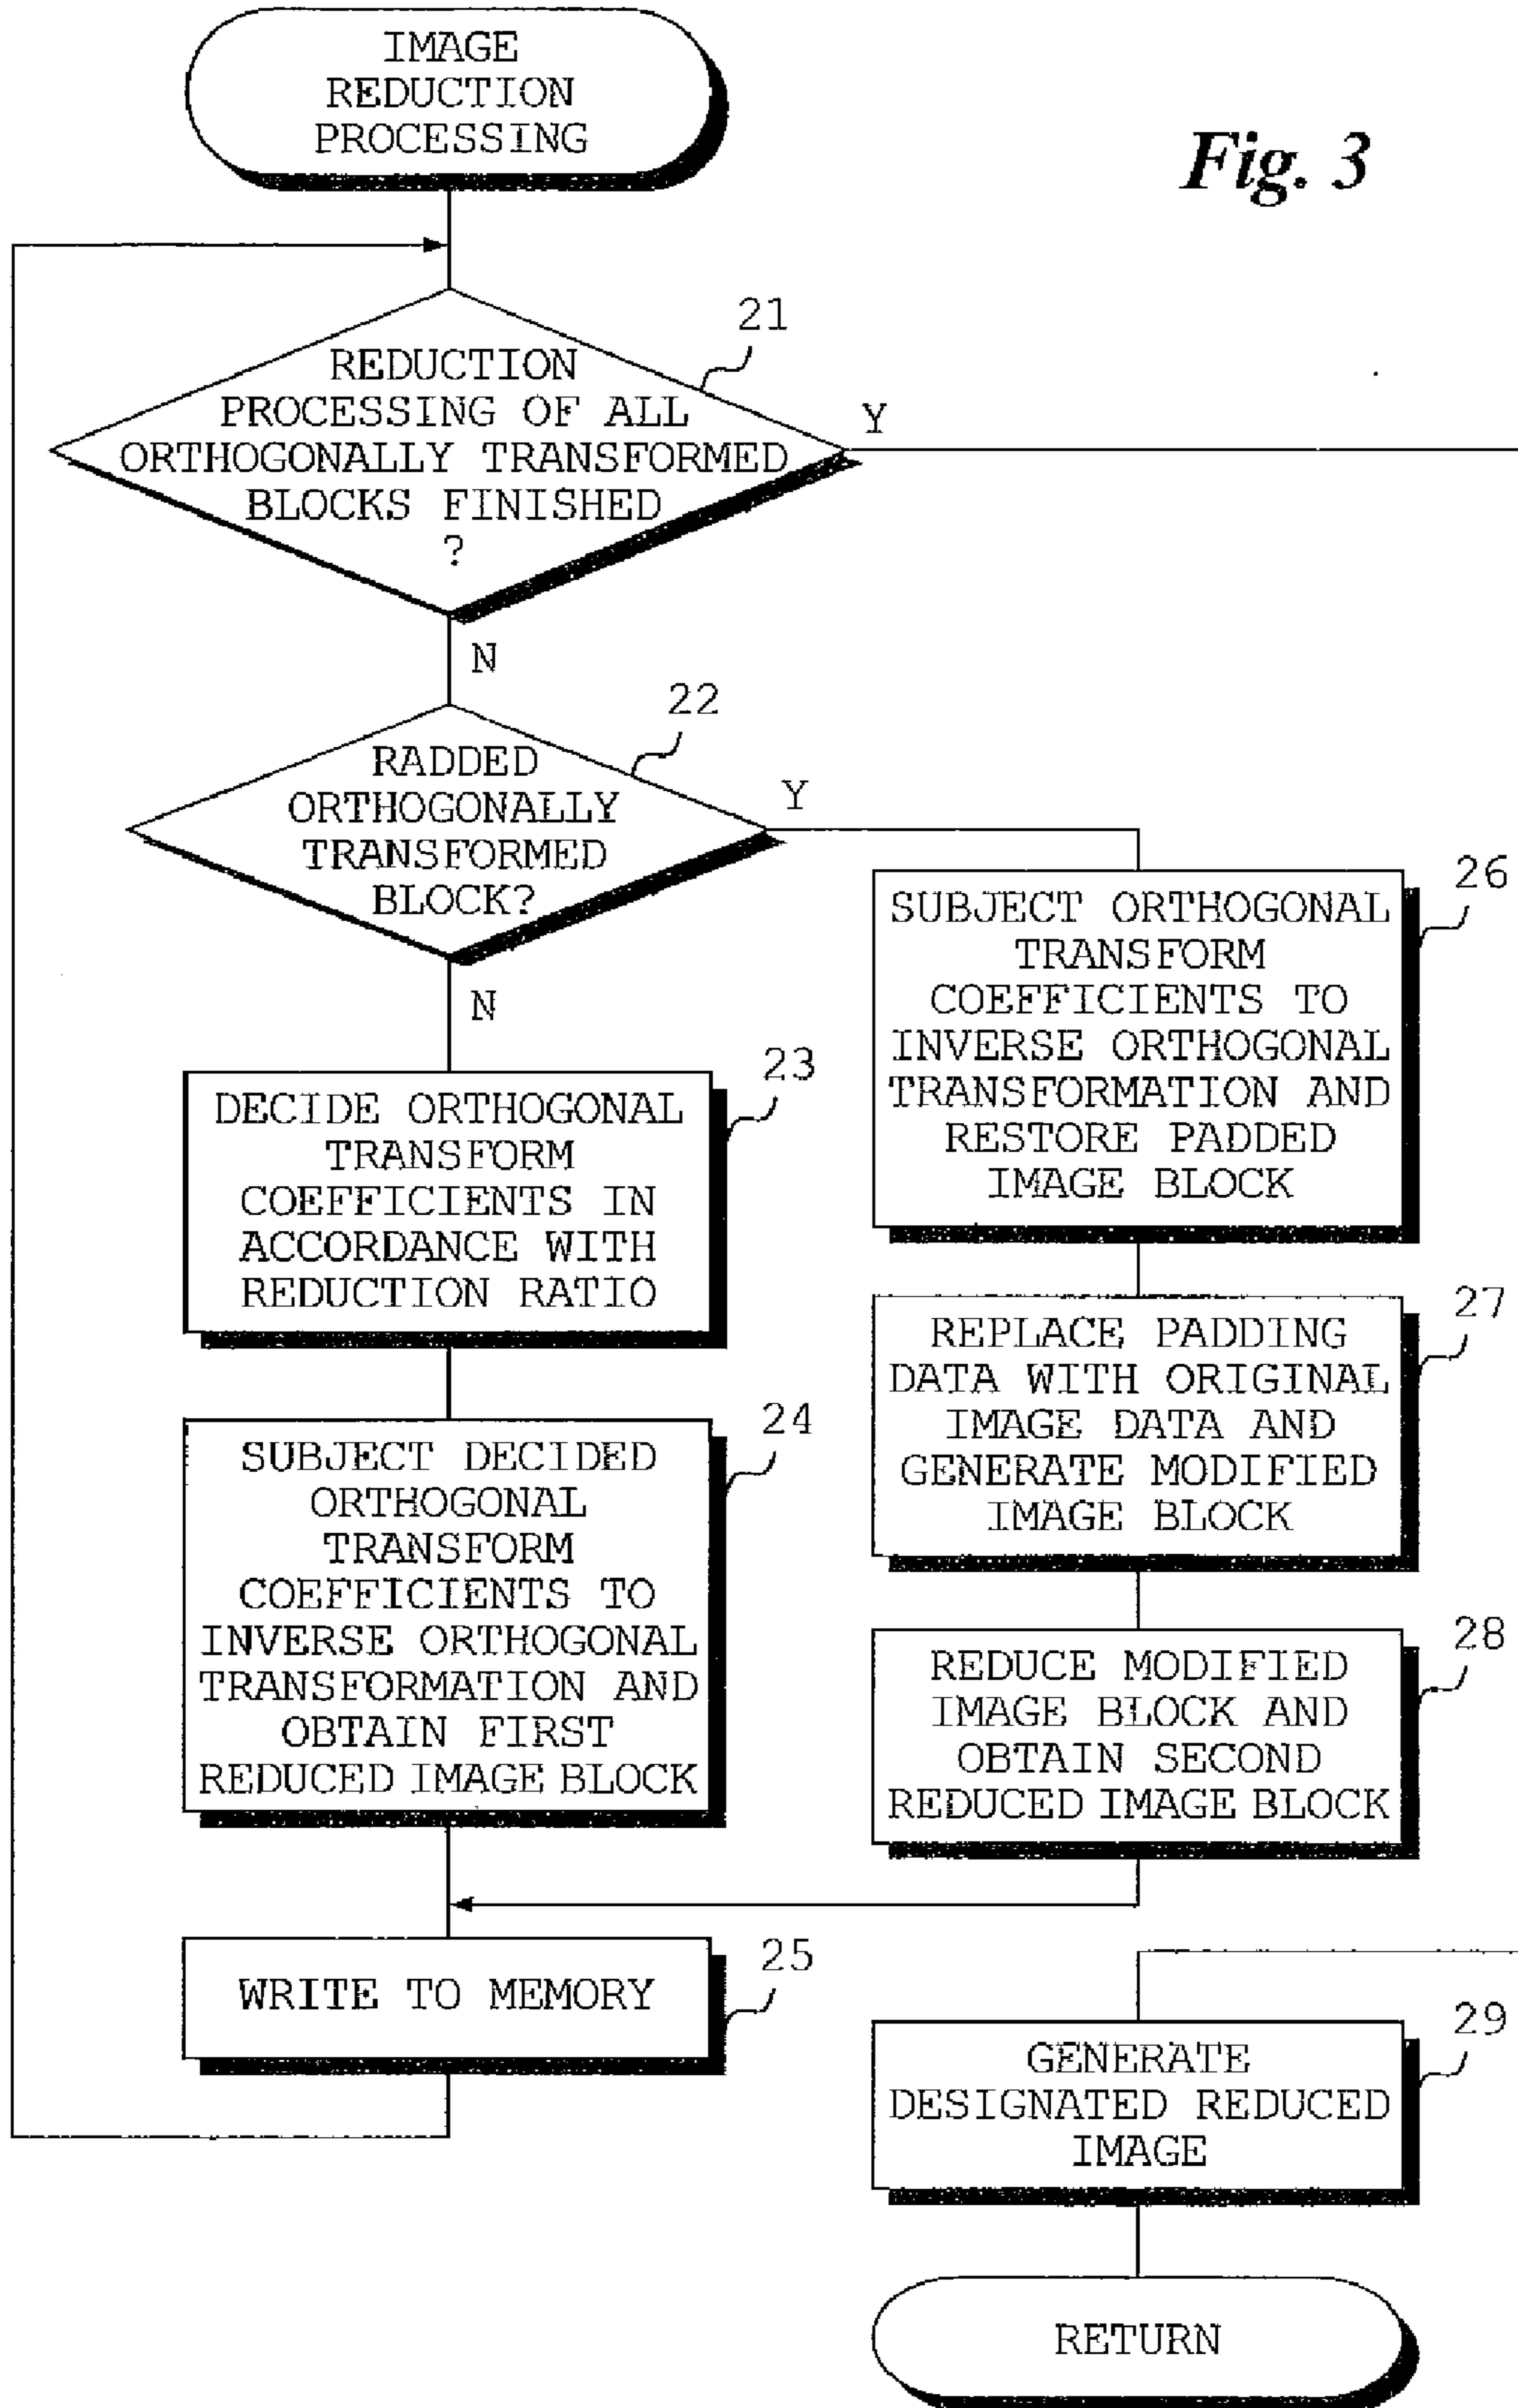 IMAGE
REDUCTION
PROCESSING
Fig. 3
21
REDUCTION
PROCESSING OF ALL
ORTHOGONALLY TRANSFORMED
BLOCKS FINISHED
?
Y
N
22
RADDED
ORTHOGONALLY
TRANSFORMED
BLOCK?
Y
N
23
DECIDE ORTHOGONAL
TRANSFORM
COEFFICIENTS IN
ACCORDANCE WITH
REDUCTION RATIO
24
SUBJECT DECIDED
ORTHOGONAL
TRANSFORM
COEFFICIENTS TO
INVERSE ORTHOGONAL
TRANSFORMATION AND
OBTAIN FIRST
REDUCED IMAGE BLOCK
25
WRITE TO MEMORY
26
SUBJECT ORTHOGONAL
TRANSFORM
COEFFICIENTS TO
INVERSE ORTHOGONAL
TRANSFORMATION AND
RESTORE PADDED
IMAGE BLOCK
27
REPLACE PADDING
DATA WITH ORIGINAL
IMAGE DATA AND
GENERATE MODIFIED
IMAGE BLOCK
28
REDUCE MODIFIED
IMAGE BLOCK AND
OBTAIN SECOND
REDUCED IMAGE BLOCK
29
GENERATE
DESIGNATED REDUCED
IMAGE
RETURN